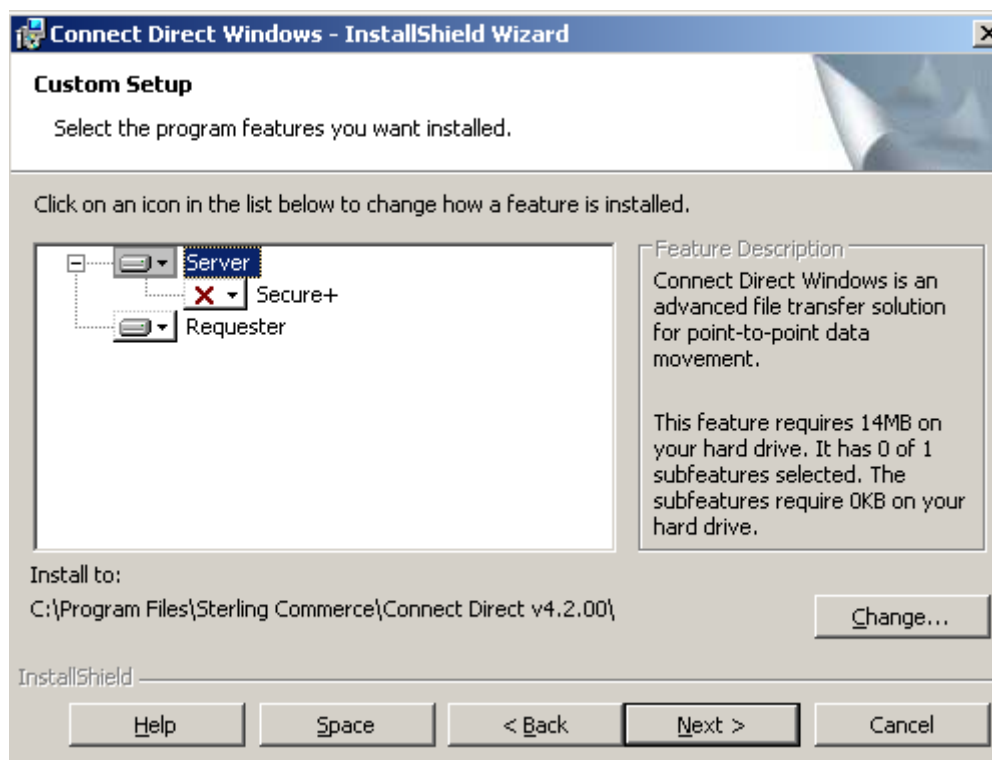 Connect Direct Windows - InstallShield Wizard
Custom Setup
Select the program features you want installed.
Click on an icon in the list below to change how a feature is installed.
Server
Secure+
Requester
Feature Description
Connect Direct Windows is an
advanced file transfer solution
for point-to-point data
movement.
This feature requires 14MB on
your hard drive. It has 0 of 1
subfeatures selected. The
subfeatures require 0KB on your
hard drive.
Install to:
C:\Program Files\Sterling Commerce\Connect Direct v4.2.00\
Change...
InstallShield
Help
Space
< Back
Next >
Cancel